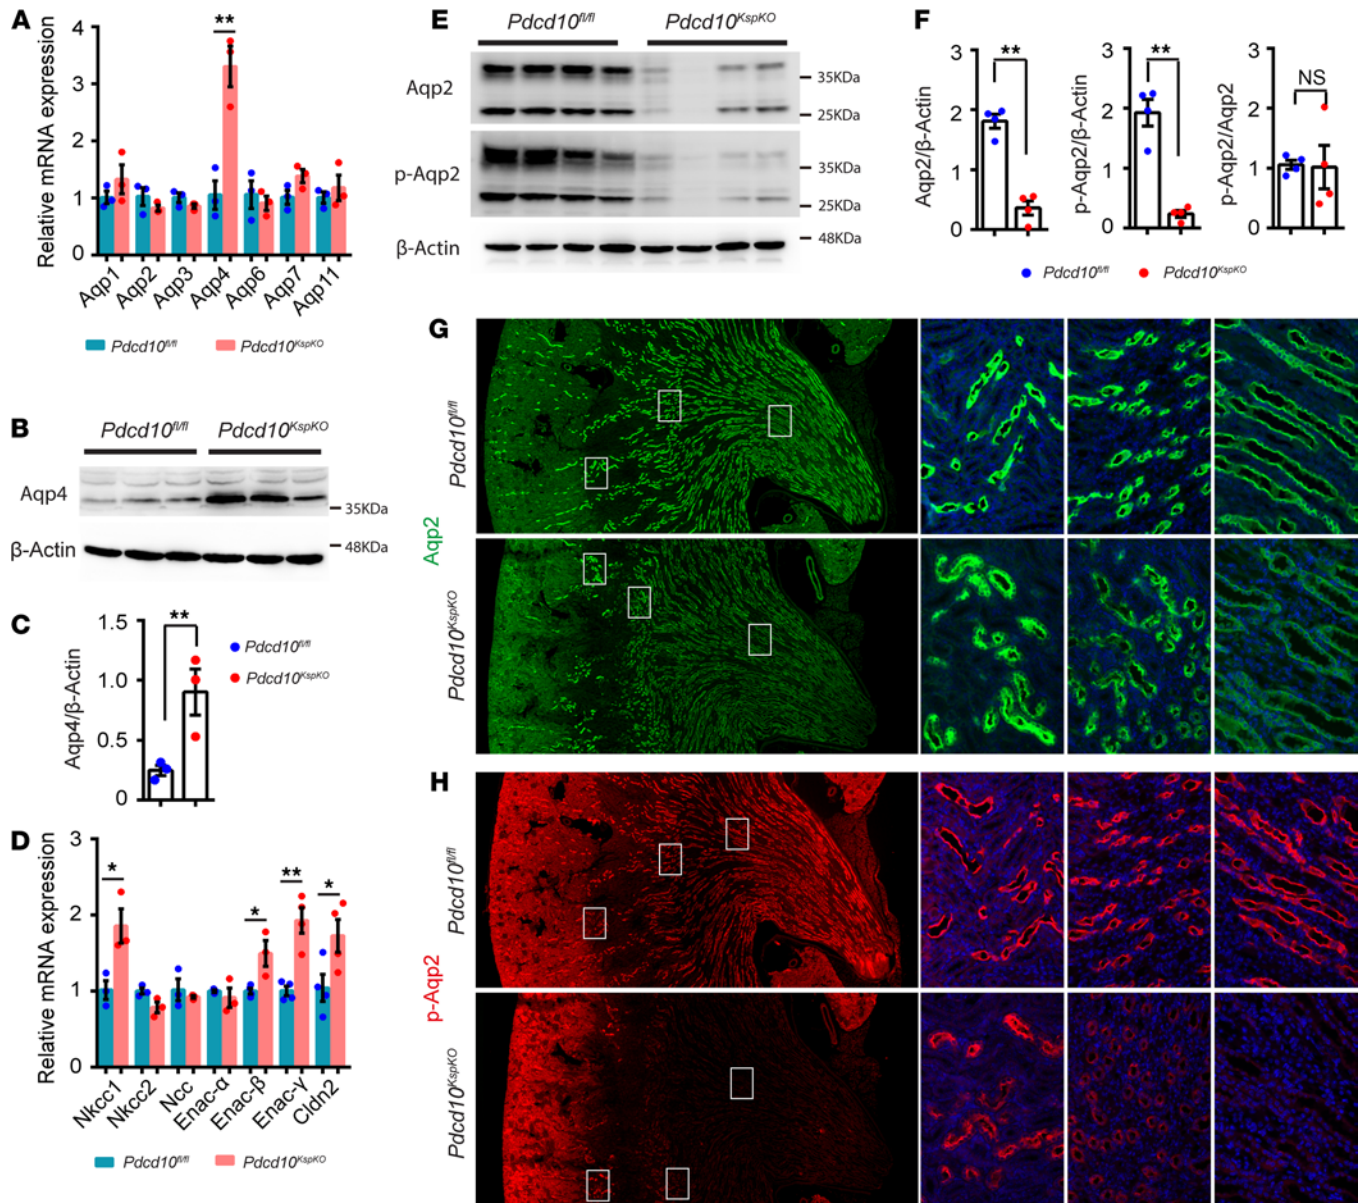 A
Relative mRNA expression
4
3
2
1
0
**
Aqp1
Aqp2
Aqp3
Aqp4
Aqp6
Aqp7
Aqp11
Pdcd10fl/fl
Pdcd10KspKO
B
Pdcd10fl/fl
Pdcd10KspKO
Aqp4
35KDa
β-Actin
48KDa
C
Aqp4/β-Actin
1.5
1.0
0.5
0
**
Pdcd10fl/fl
Pdcd10KspKO
D
Relative mRNA expression
3
2
1
0
*
*
**
*
Nkcc1
Nkcc2
Ncc
Enac-α
Enac-β
Enac-γ
Cldn2
Pdcd10fl/fl
Pdcd10KspKO
E
Pdcd10fl/fl
Pdcd10KspKO
Aqp2
35KDa
25KDa
p-Aqp2
35KDa
25KDa
β-Actin
48KDa
F
Aqp2/β-Actin
3
2
1
0
**
p-Aqp2/β-Actin
3
2
1
0
**
p-Aqp2/Aqp2
3
2
1
0
NS
Pdcd10fl/fl
Pdcd10KspKO
G
Aqp2
Pdcd10fl/fl
Pdcd10KspKO
H
p-Aqp2
Pdcd10fl/fl
Pdcd10KspKO